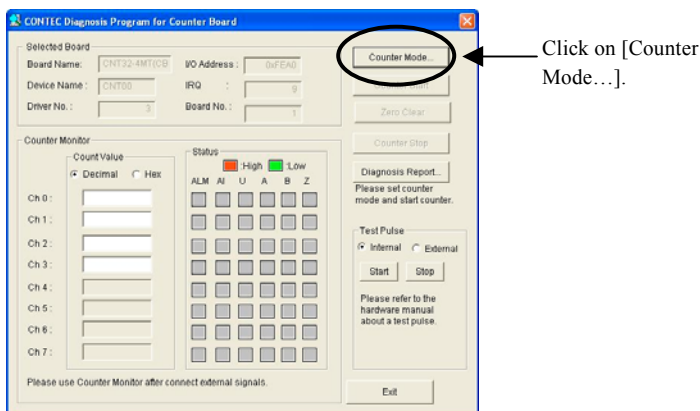 CONTEC Diagnosis Program for Counter Board
Selected Board
Board Name: CNT32-4MT(CB I/O Address : 0xFEA0
Device Name : CNT00 IRQ : 9
Driver No. : 3 Board No. : 1
Counter Mode...
Click on [Counter
Mode…].
Start
Zero Clear
Counter Stop
Diagnosis Report...
Please set counter
mode and start counter.
Counter Monitor
Count Value
Decimal Hex
Status
:High :Low
ALM AI U A B Z
Ch 0 :
Ch 1 :
Ch 2 :
Ch 3 :
Ch 4 :
Ch 5 :
Ch 6 :
Ch 7 :
Test Pulse
Internal External
Start Stop
Please refer to the
hardware manual
about a test pulse.
Please use Counter Monitor after connect external signals.
Exit